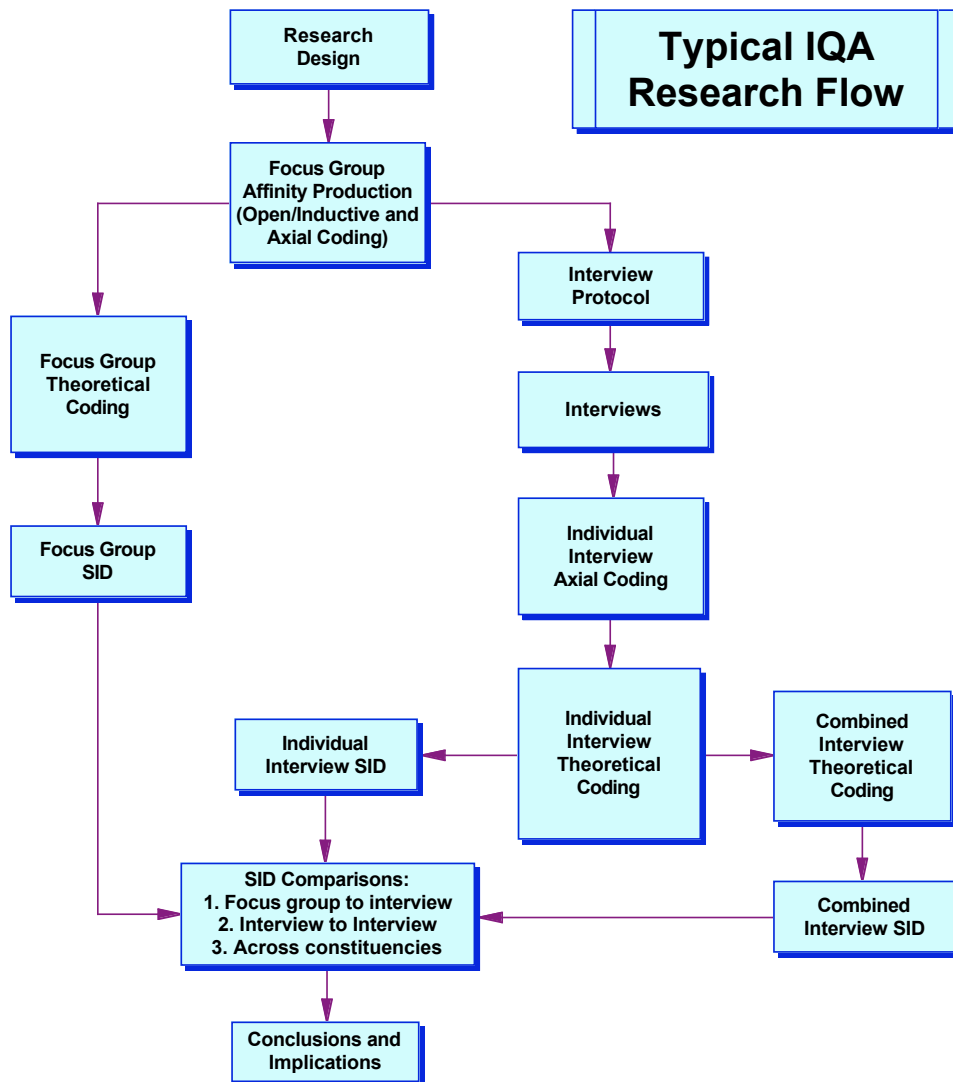 Research
Design
Typical IQA
Research Flow
Focus Group
Affinity Production
(Open/Inductive and
Axial Coding)
Interview
Protocol
Focus Group
Theoretical
Coding
Interviews
Focus Group
SID
Individual
Interview
Axial Coding
Individual
Interview SID
Individual
Interview
Theoretical
Coding
Combined
Interview
Theoretical
Coding
SID Comparisons:
1. Focus group to interview
2. Interview to Interview
3. Across constituencies
Combined
Interview SID
Conclusions and
Implications